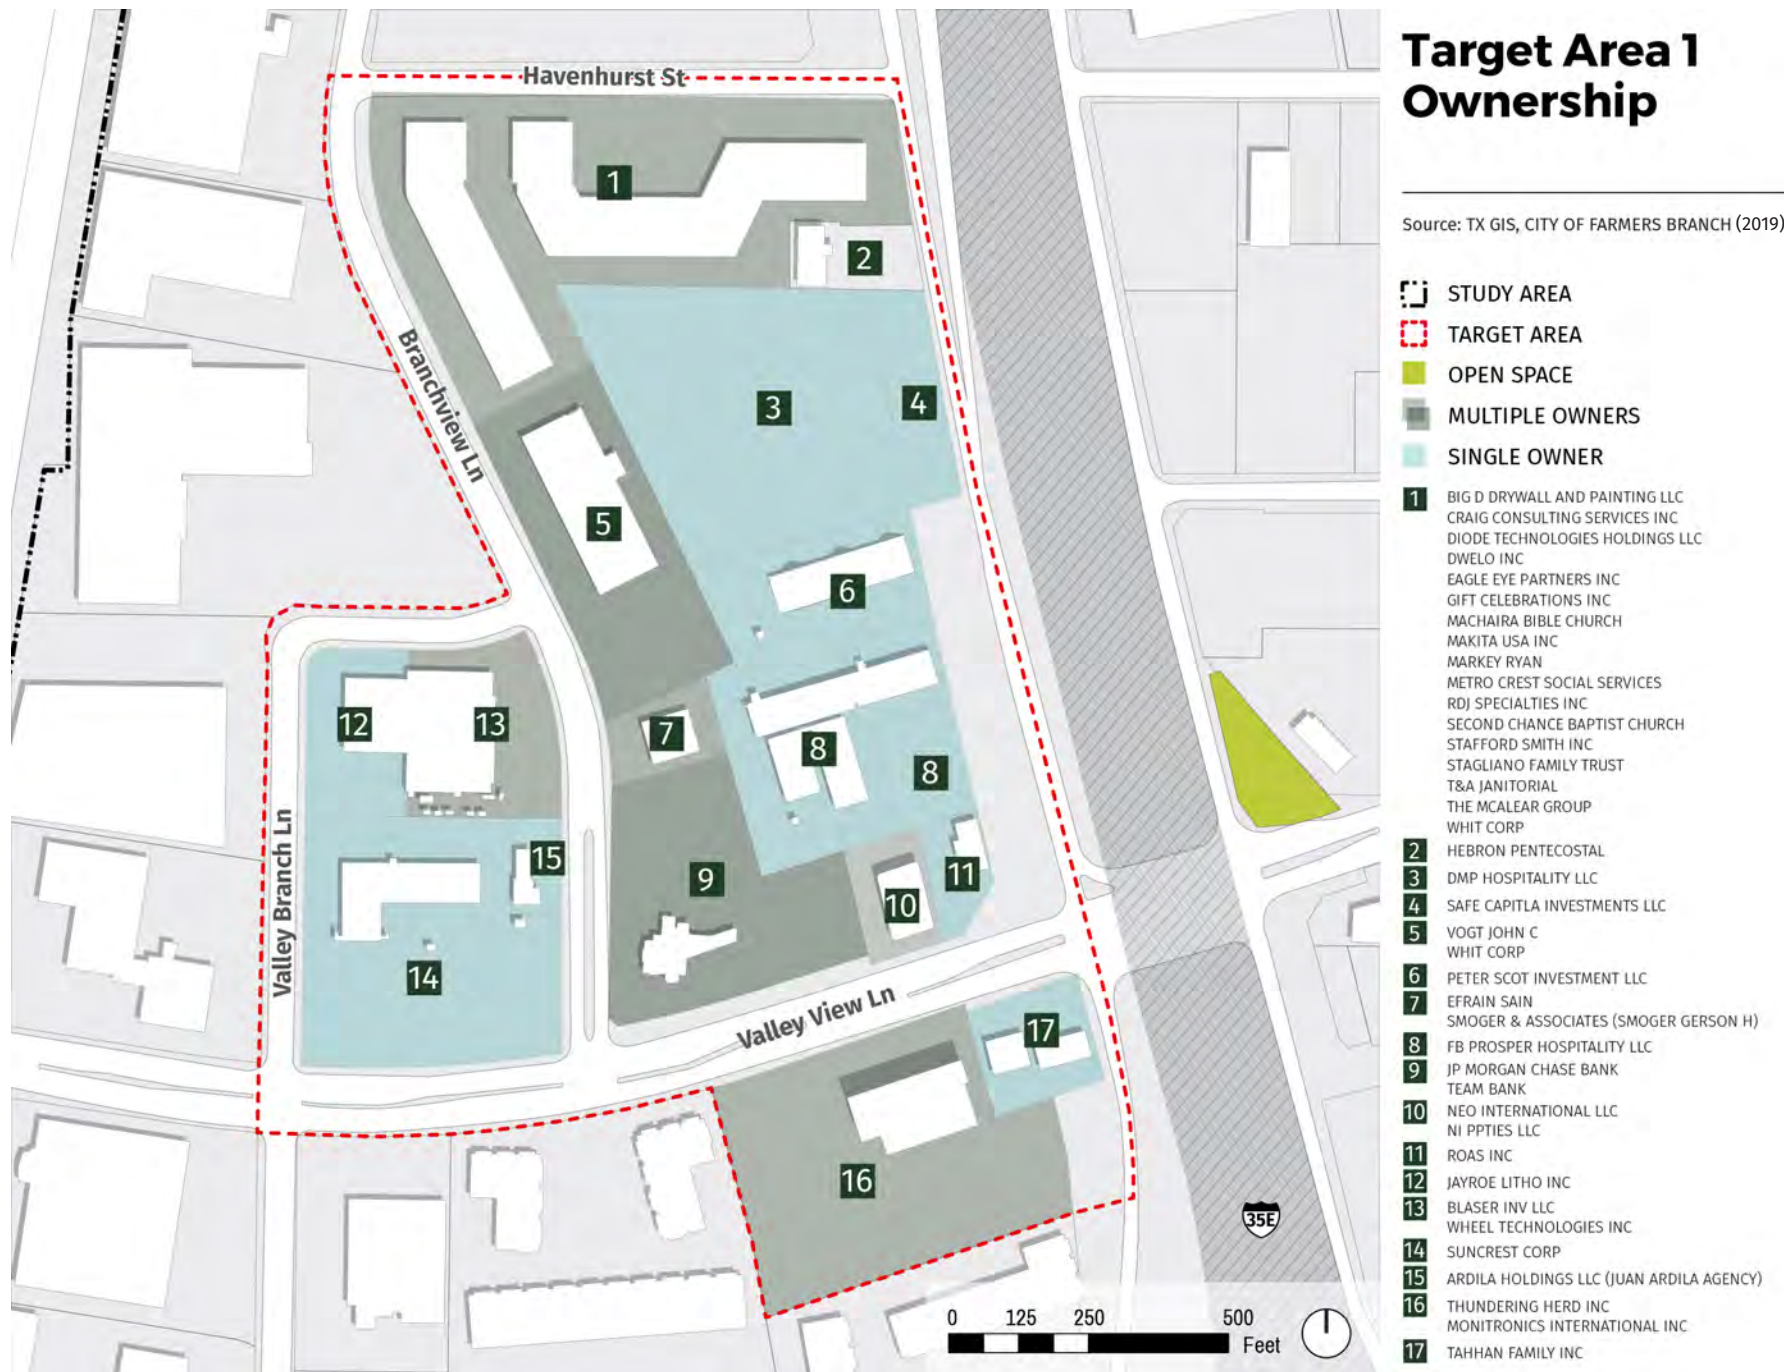 Target Area 1
Ownership
Source: TX GIS, CITY OF FARMERS BRANCH (2019)
STUDY AREA
TARGET AREA
OPEN SPACE
MULTIPLE OWNERS
SINGLE OWNER
1 BIG D DRYWALL AND PAINTING LLC
CRAIG CONSULTING SERVICES INC
DIODE TECHNOLOGIES HOLDINGS LLC
DWELO INC
EAGLE EYE PARTNERS INC
GIFT CELEBRATIONS INC
MACHAIRA BIBLE CHURCH
MAKITA USA INC
MARKEY RYAN
METRO CREST SOCIAL SERVICES
RDJ SPECIALTIES INC
SECOND CHANCE BAPTIST CHURCH
STAFFORD SMITH INC
STAGLIANO FAMILY TRUST
T&A JANITORIAL
THE MCALEAR GROUP
WHIT CORP
2 HEBRON PENTECOSTAL
3 DMP HOSPITALITY LLC
4 SAFE CAPITLA INVESTMENTS LLC
5 VOGT JOHN C
WHIT CORP
6 PETER SCOT INVESTMENT LLC
7 EFRAIN SAIN
SMOGER & ASSOCIATES (SMOGER GERSON H)
8 FB PROSPER HOSPITALITY LLC
9 JP MORGAN CHASE BANK
TEAM BANK
10 NEO INTERNATIONAL LLC
NI PPTIES LLC
11 ROAS INC
12 JAYROE LITHO INC
13 BLASER INV LLC
WHEEL TECHNOLOGIES INC
14 SUNCREST CORP
15 ARDILA HOLDINGS LLC (JUAN ARDILA AGENCY)
16 THUNDERING HERD INC
MONITRONICS INTERNATIONAL INC
17 TAHHAN FAMILY INC
Havenhurst St
1
2
Branchview Ln
3
4
5
6
7
8
8
12
13
Valley Branch Ln
15
9
10
11
14
Valley View Ln
17
16
35E
0 125 250 500
Feet